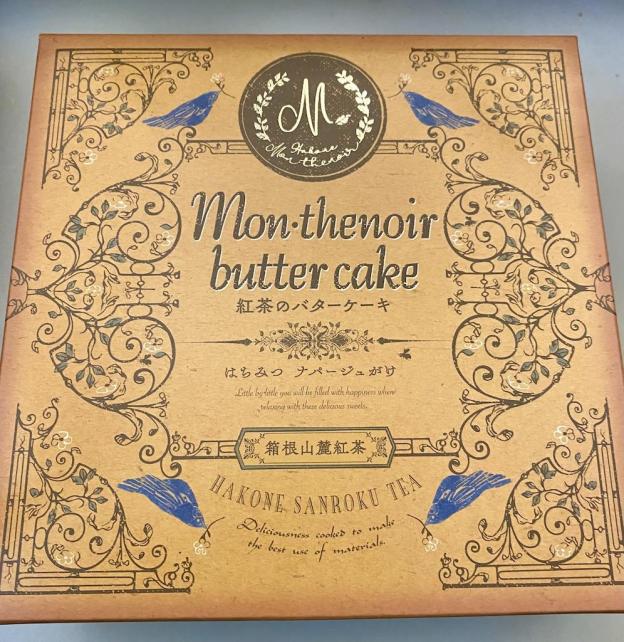 M
Hakone
Mon·thenoir
Mon·thenoir
butter cake
紅茶のバターケーキ
はちみつ ナパージュがけ
Little by little you will be filled with happiness when
relaxing with these delicious sweets.
箱根山麓紅茶
HAKONE SANROKU TEA
Deliciousness cooked to make
the best use of materials.